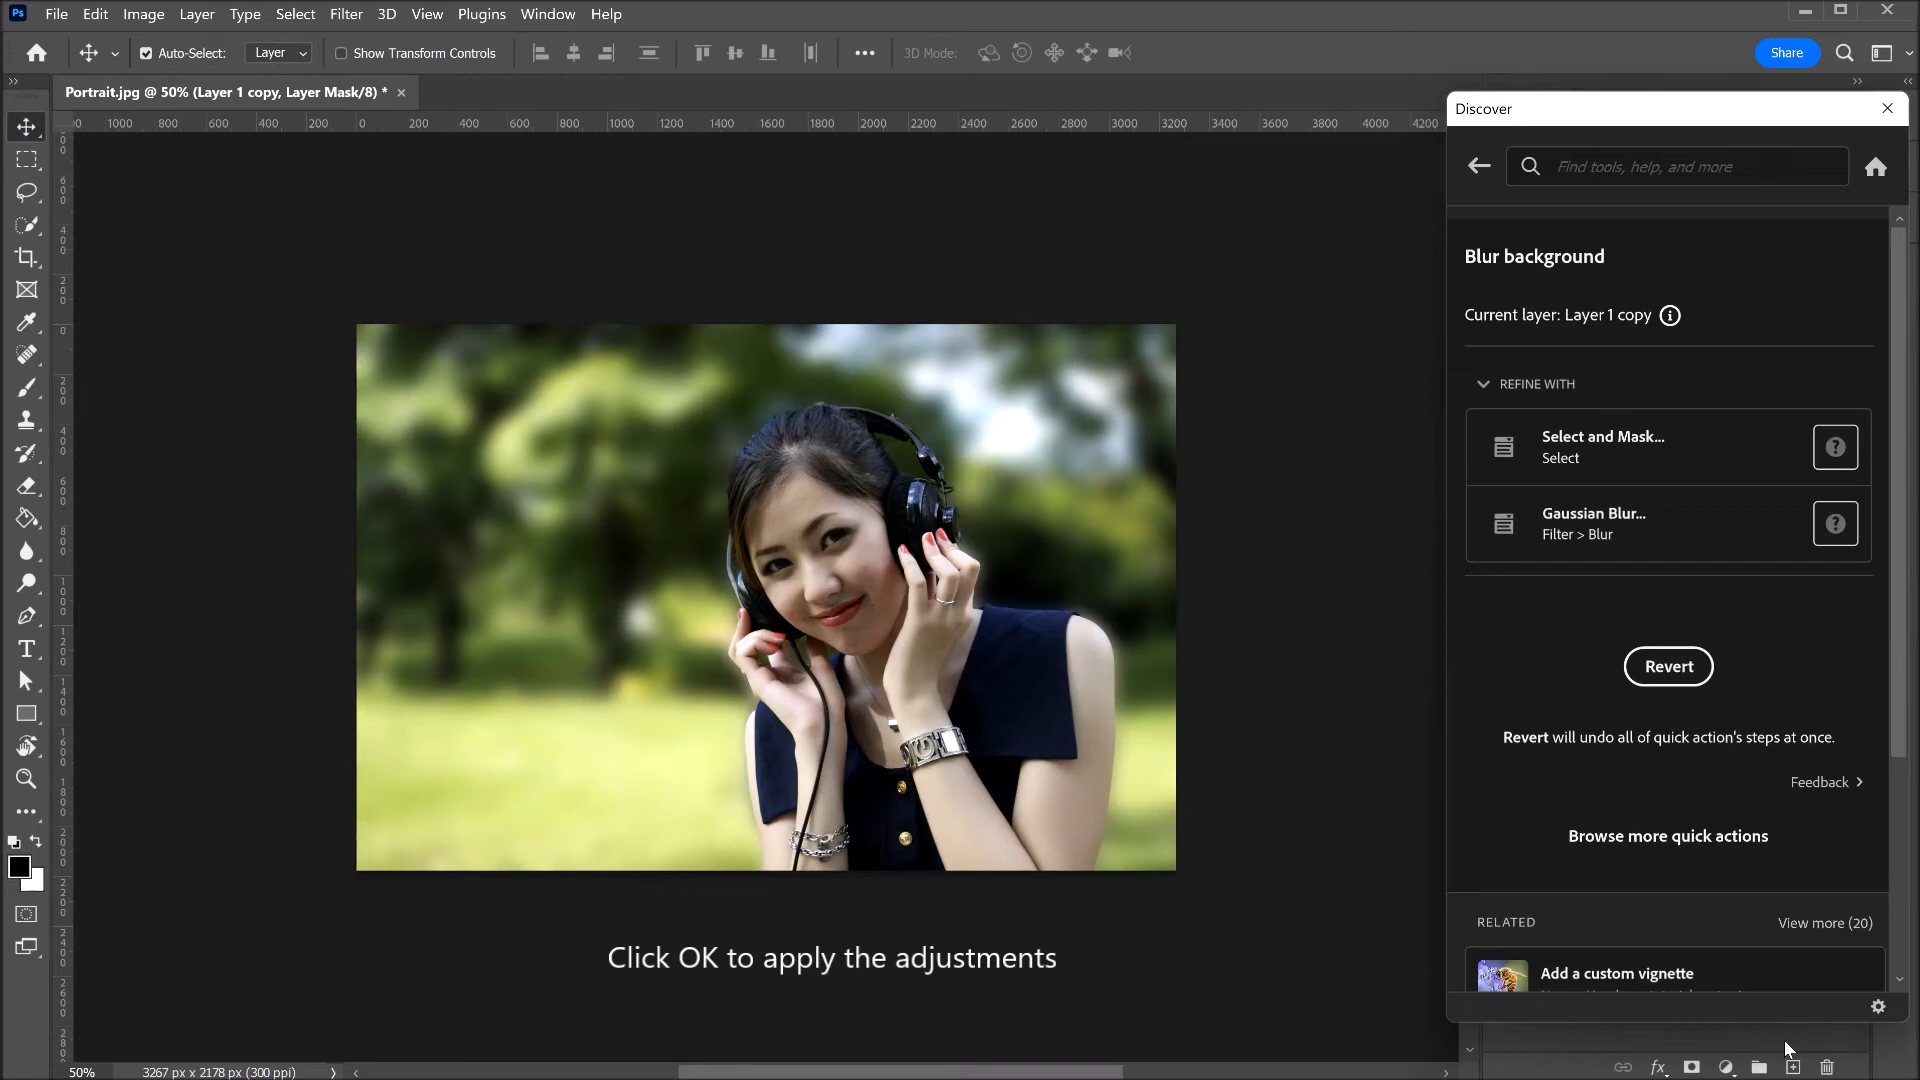 Ps File Edit Image Layer Type Select Filter 3D View Plugins Window Help
Auto-Select: Layer Show Transform Controls 3D Mode: Share
Portrait.jpg @ 50% (Layer 1 copy, Layer Mask/8) *
1000 800 600 400 200 0 200 400 600 800 1000 1200 1400 1600 1800 2000 2200 2400 2600 2800 3000 3200 3400 3600 3800 4000 4200
Discover
Find tools, help, and more
Blur background
Current layer: Layer 1 copy
REFINE WITH
Select and Mask...
Select
Gaussian Blur...
Filter > Blur
Revert
Revert will undo all of quick action's steps at once.
Feedback
Browse more quick actions
RELATED View more (20)
Add a custom vignette
Click OK to apply the adjustments
50% 3267 px x 2178 px (300 ppi)
fx